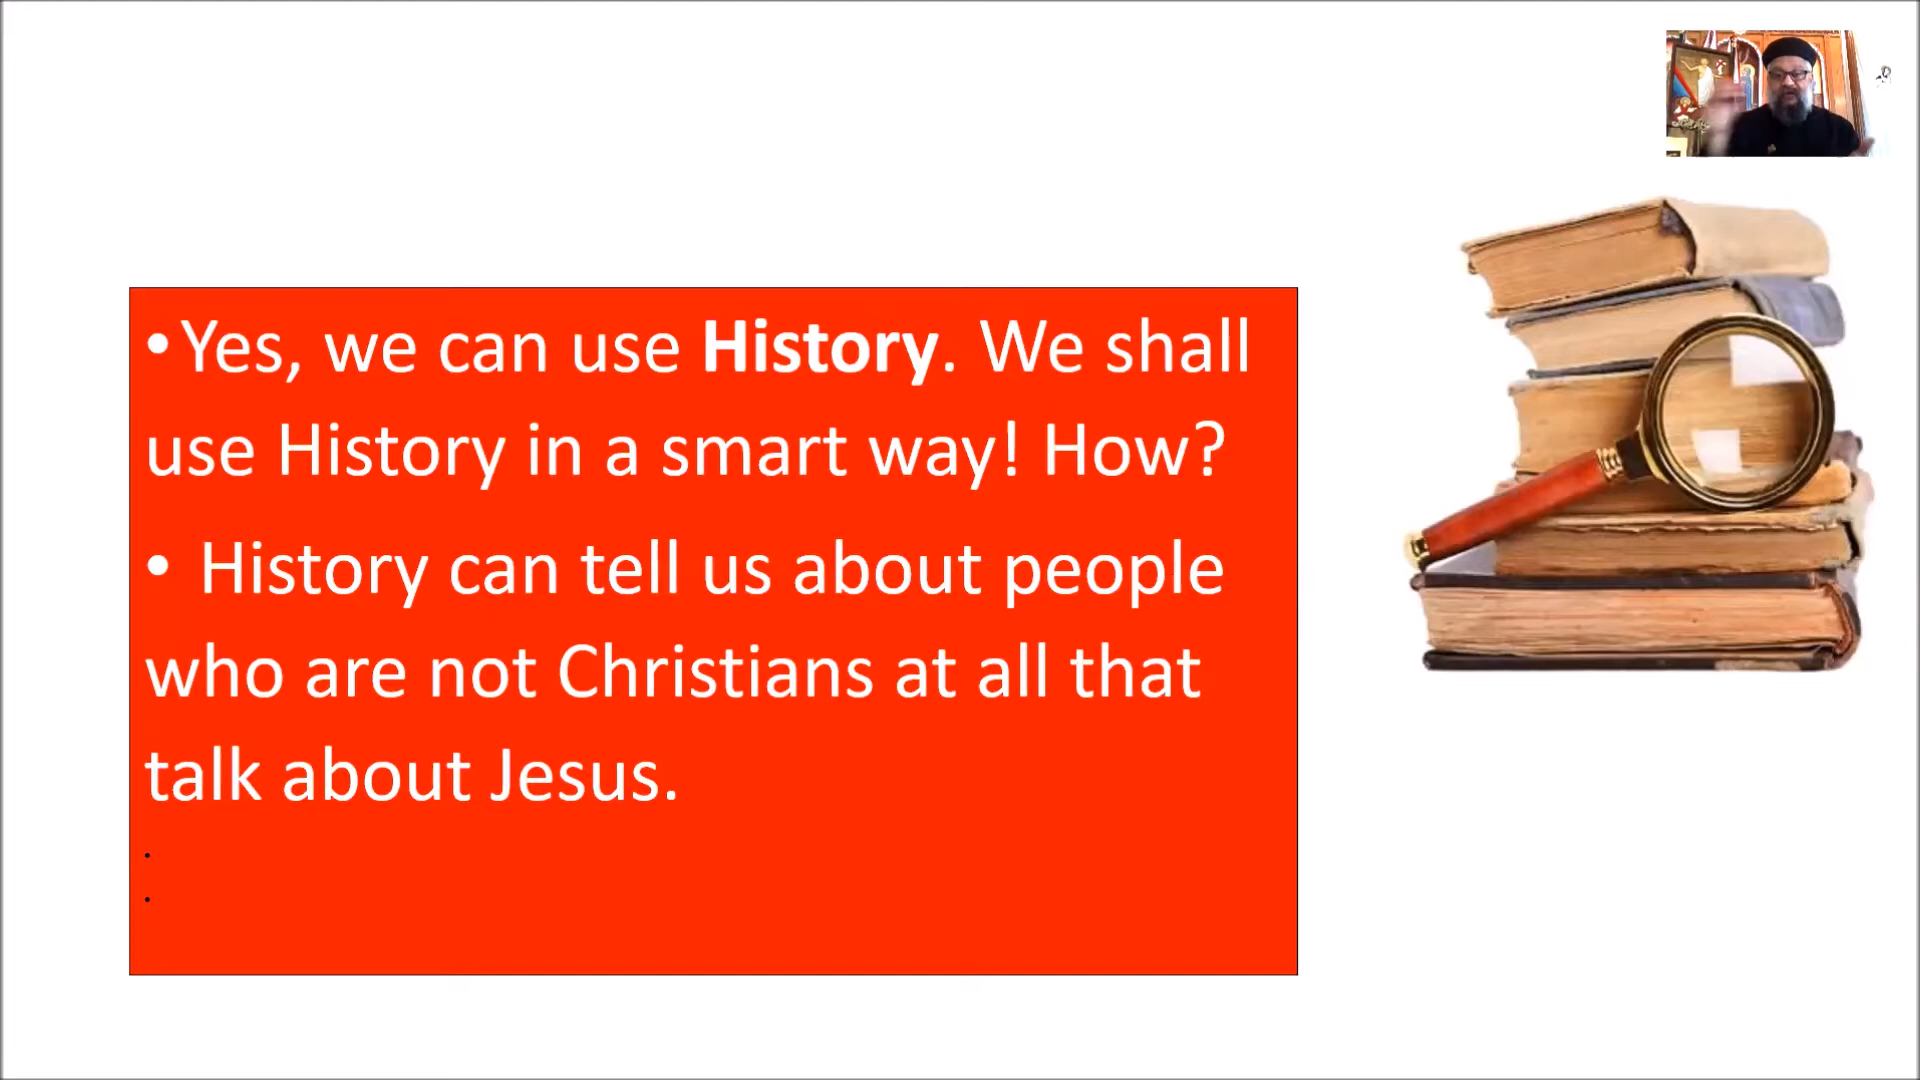 •Yes, we can use History. We shall
use History in a smart way! How?
• History can tell us about people
who are not Christians at all that
talk about Jesus.
•
•